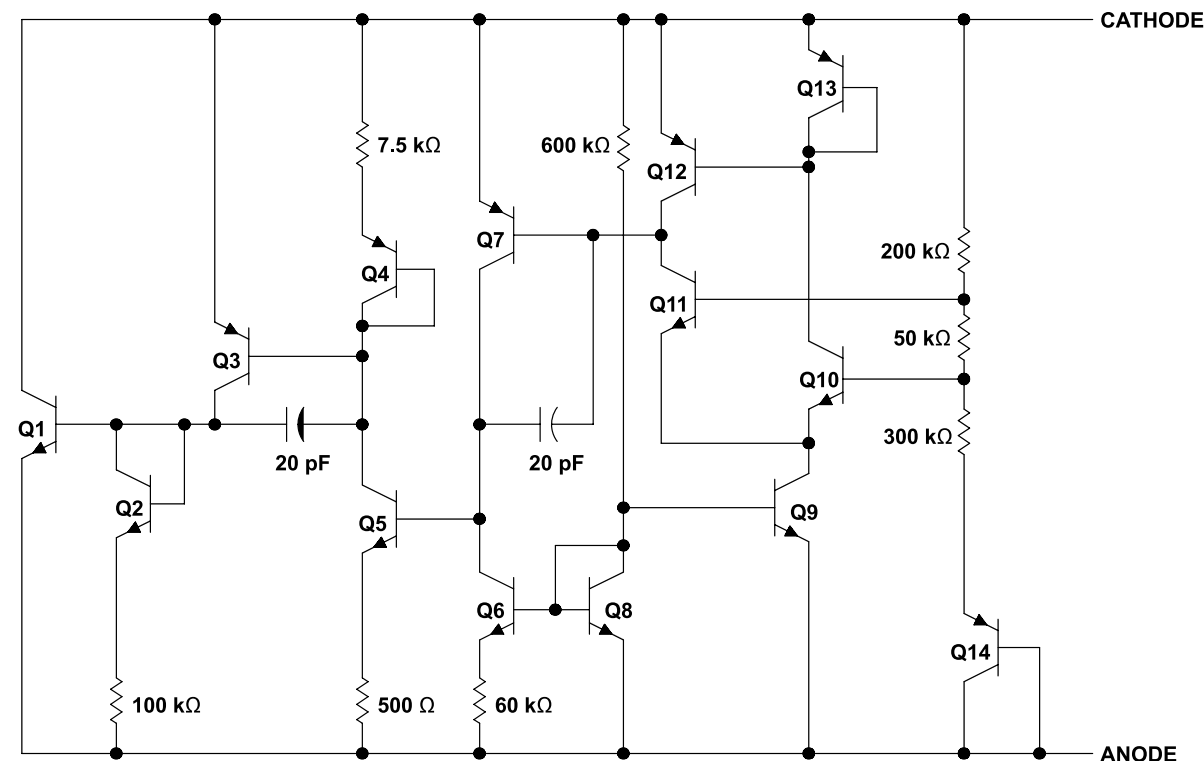 CATHODE
Q13
7.5 kΩ
600 kΩ
Q12
Q7
200 kΩ
Q4
Q11
50 kΩ
Q3
Q10
Q1
300 kΩ
20 pF
20 pF
Q2
Q5
Q9
Q6
Q8
Q14
100 kΩ
500 Ω
60 kΩ
ANODE